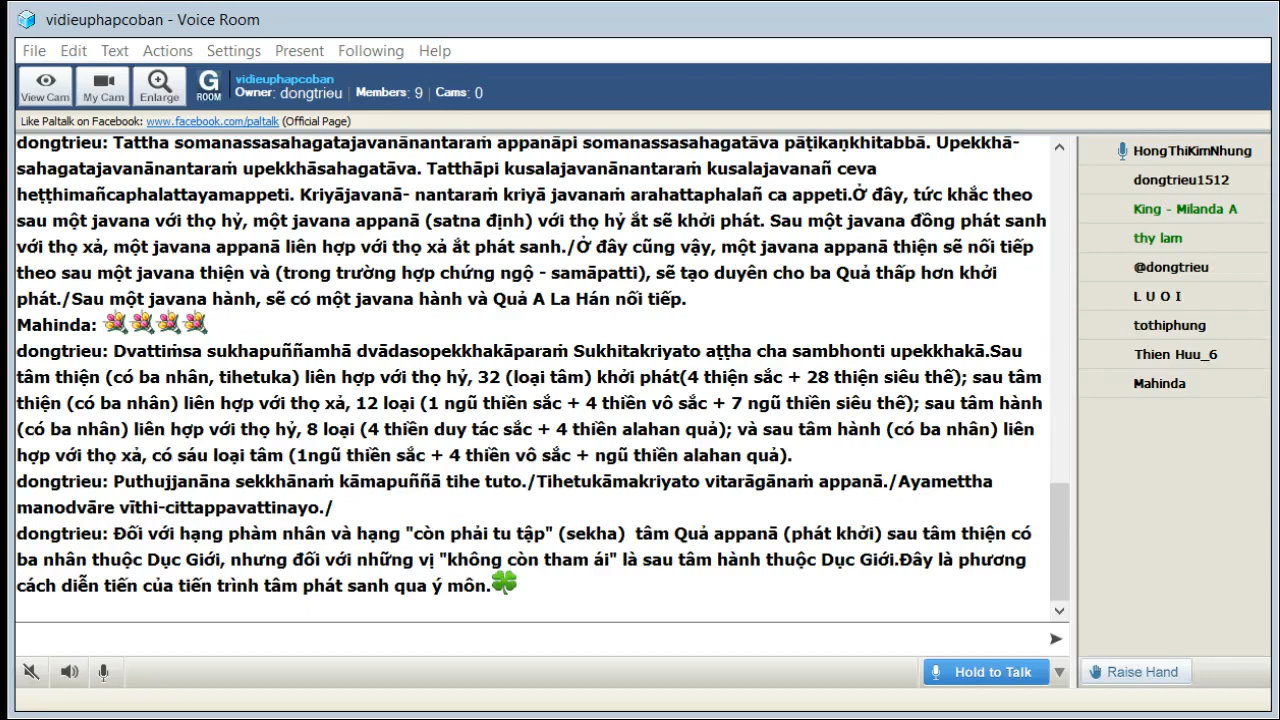 vidieuphapcoban - Voice Room
File Edit Text Actions Settings Present Following Help
View Cam My Cam Enlarge G ROOM
vidieuphapcoban
Owner: dongtrieu | Members: 9 | Cams: 0
Like Paltalk on Facebook: www.facebook.com/paltalk (Official Page)
dongtrieu: Tattha somanassasahagatajavanānantaraṁ appanāpi somanassasahagatāva pāṭikaṇkhitabbā. Upekkhā-
sahagatajavanānantaraṁ upekkhāsahagatāva. Tatthāpi kusalajavanānantaraṁ kusalajavanañ ceva
heṭṭhimañcaphalattayamappeti. Kriyājavanā- nantaraṁ kriyā javanaṁ arahattaphalañ ca appeti.Ở đây, tức khắc theo
sau một javana với thọ hỷ, một javana appanā (satna định) với thọ hỷ ắt sẽ khởi phát. Sau một javana đồng phát sanh
với thọ xả, một javana appanā liên hợp với thọ xả ắt phát sanh./Ở đây cũng vậy, một javana appanā thiện sẽ nối tiếp
theo sau một javana thiện và (trong trường hợp chứng ngộ - samāpatti), sẽ tạo duyên cho ba Quả thấp hơn khởi
phát./Sau một javana hành, sẽ có một javana hành và Quả A La Hán nối tiếp.
Mahinda:
dongtrieu: Dvattiṁsa sukhapuññamhā dvādasopekkhakāparaṁ Sukhitakriyato aṭṭha cha sambhonti upekkhakā.Sau
tâm thiện (có ba nhân, tihetuka) liên hợp với thọ hỷ, 32 (loại tâm) khởi phát(4 thiện sắc + 28 thiện siêu thế); sau tâm
thiện (có ba nhân) liên hợp với thọ xả, 12 loại (1 ngũ thiền sắc + 4 thiền vô sắc + 7 ngũ thiền siêu thế); sau tâm hành
(có ba nhân) liên hợp với thọ hỷ, 8 loại (4 thiền duy tác sắc + 4 thiền alahan quả); và sau tâm hành (có ba nhân) liên
hợp với thọ xả, có sáu loại tâm (1ngũ thiền sắc + 4 thiền vô sắc + ngũ thiền alahan quả).
dongtrieu: Puthujjanāna sekkhānaṁ kāmapuññā tihe tuto./Tihetukāmakriyato vitarāgānaṁ appanā./Ayamettha
manodvāre vīthi-cittappavattinayo./
dongtrieu: Đối với hạng phàm nhân và hạng "còn phải tu tập" (sekha) tâm Quả appanā (phát khởi) sau tâm thiện có
ba nhân thuộc Dục Giới, nhưng đối với những vị "không còn tham ái" là sau tâm hành thuộc Dục Giới.Đây là phương
cách diễn tiến của tiến trình tâm phát sanh qua ý môn.
HongThiKimNhung
dongtrieu1512
King - Milanda A
thy lam
@dongtrieu
L U O I
tothiphung
Thien Huu_6
Mahinda
Hold to Talk
Raise Hand